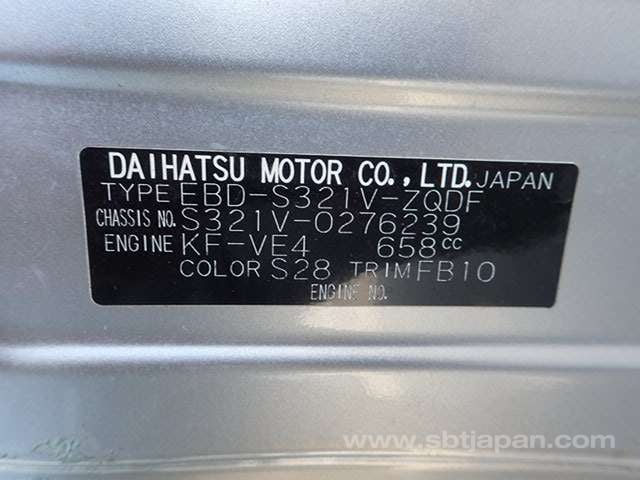 DAIHATSU MOTOR CO., LTD. JAPAN
TYPE EBD-S321V-ZQDF
CHASSIS NO. S321V-0276239
ENGINE KF-VE4 658cc
COLOR S28 TRIM FB10
ENGINE NO.
www.sbtjapan.com